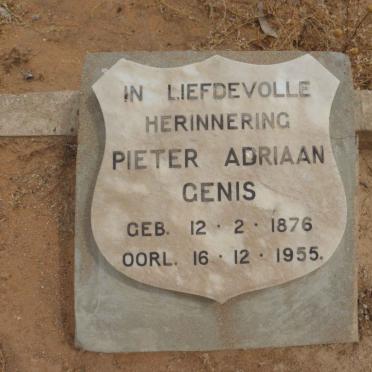 IN LIEFDEVOLLE
HERINNERING
PIETER ADRIAAN
GENIS
GEB. 12 · 2 · 1876
OORL. 16 · 12 · 1955.